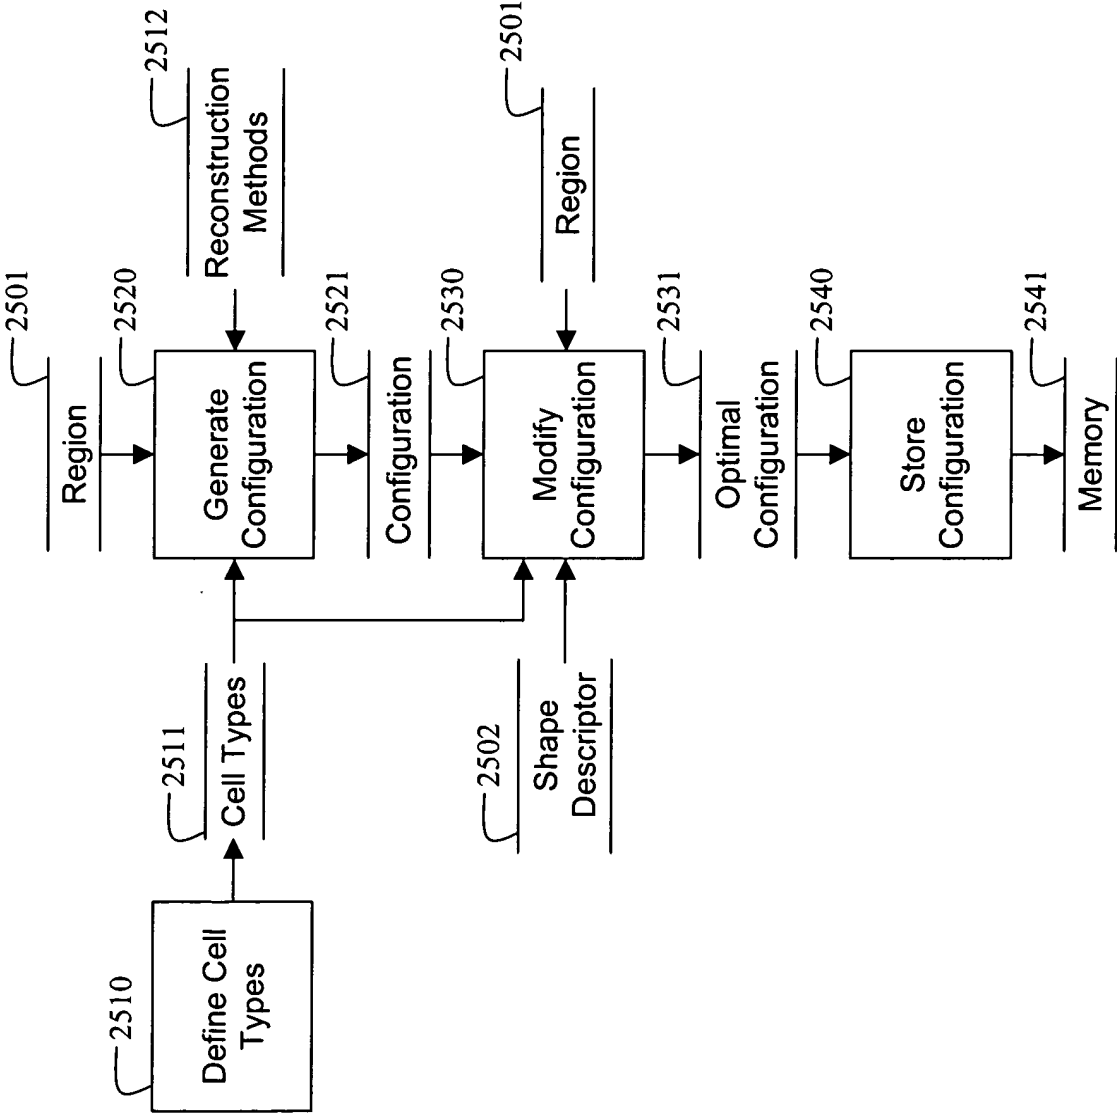 2501
Region
2520
2512
Generate
Configuration
Reconstruction
Methods
2510
Define Cell
Types
2511
Cell Types
2521
Configuration
2530
2501
Modify
Configuration
Region
2502
Shape
Descriptor
2531
Optimal
Configuration
2540
Store
Configuration
2541
Memory